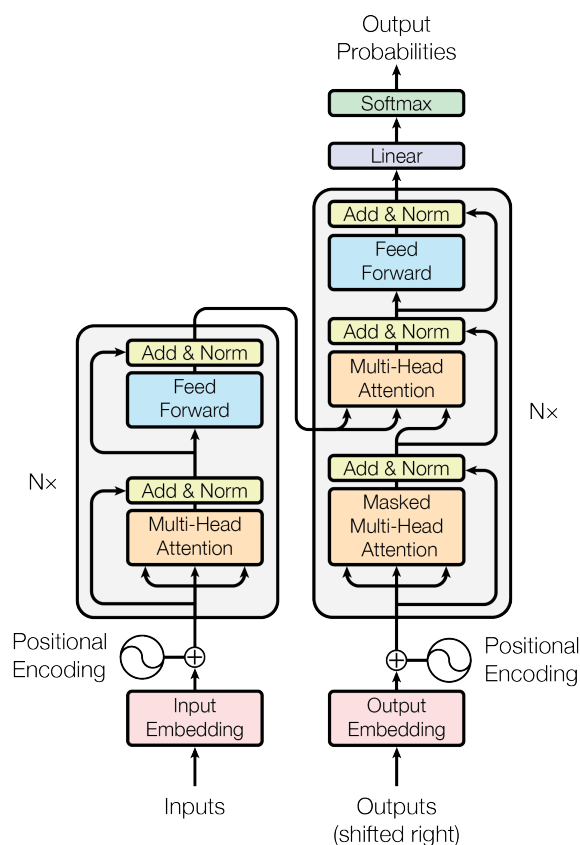 Output
Probabilities
Softmax
Linear
Add & Norm
Feed
Forward
Add & Norm
Multi-Head
Attention
Add & Norm
Masked
Multi-Head
Attention
N×
Add & Norm
Feed
Forward
Add & Norm
Multi-Head
Attention
N×
Positional
Encoding
Positional
Encoding
Input
Embedding
Output
Embedding
Inputs
Outputs
(shifted right)